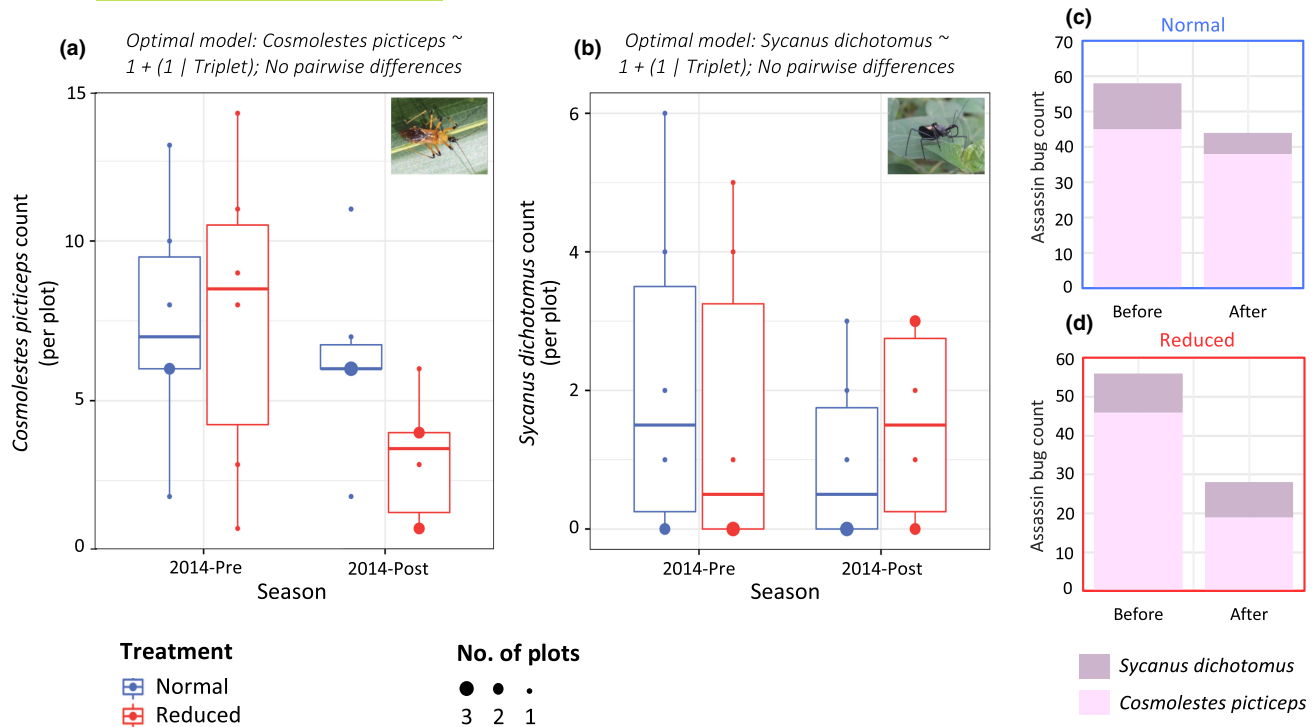 (a)
Optimal model: Cosmolestes picticeps ~
1 + (1 | Triplet); No pairwise differences
Cosmolestes picticeps count
(per plot)
15
10
5
0
2014-Pre
2014-Post
Season
(b)
Optimal model: Sycanus dichotomus ~
1 + (1 | Triplet); No pairwise differences
Sycanus dichotomus count
(per plot)
6
4
2
0
2014-Pre
2014-Post
Season
(c)
Normal
Assassin bug count
70
60
50
40
30
20
10
0
Before
After
(d)
Reduced
Assassin bug count
60
50
40
30
20
10
0
Before
After
Treatment
Normal
Reduced
No. of plots
3 2 1
Sycanus dichotomus
Cosmolestes picticeps